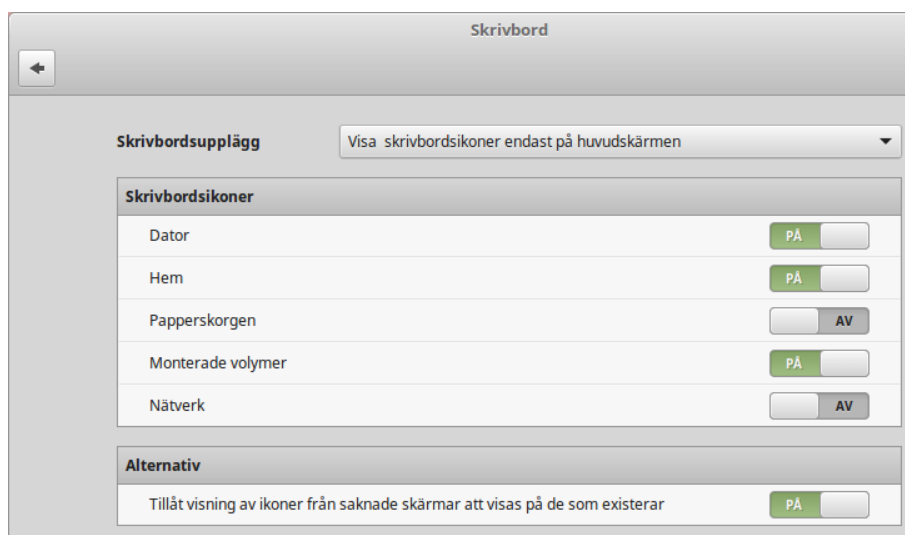 Skrivbord
Skrivbordsupplägg
Visa  skrivbordsikoner endast på huvudskärmen
Skrivbordsikoner
Dator PÅ
Hem PÅ
Papperskorgen AV
Monterade volymer PÅ
Nätverk AV
Alternativ
Tillåt visning av ikoner från saknade skärmar att visas på de som existerar PÅ